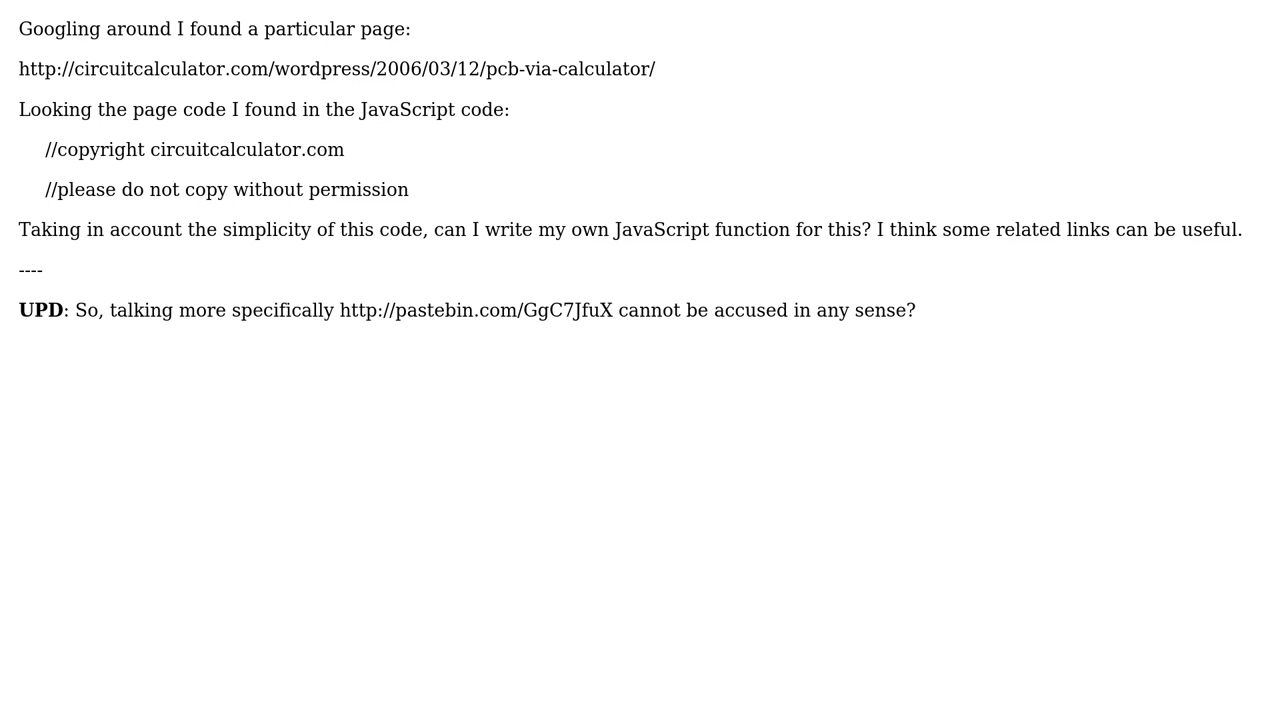 Googling around I found a particular page:
http://circuitcalculator.com/wordpress/2006/03/12/pcb-via-calculator/
Looking the page code I found in the JavaScript code:
//copyright circuitcalculator.com
//please do not copy without permission
Taking in account the simplicity of this code, can I write my own JavaScript function for this? I think some related links can be useful.
----
UPD: So, talking more specifically http://pastebin.com/GgC7JfuX cannot be accused in any sense?